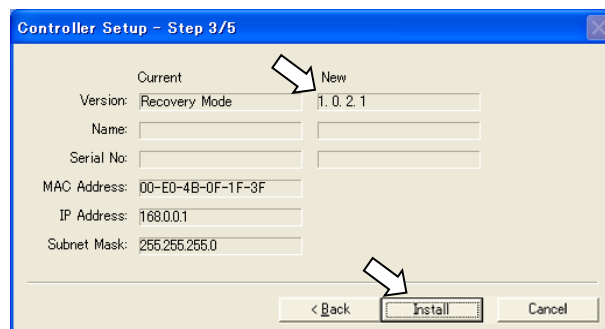 Controller Setup - Step 3/5
Current New
Version: Recovery Mode 1. 0. 2. 1
Name:
Serial No:
MAC Address: 00-E0-4B-0F-1F-3F
IP Address: 168.0.0.1
Subnet Mask: 255.255.255.0
< Back Install Cancel